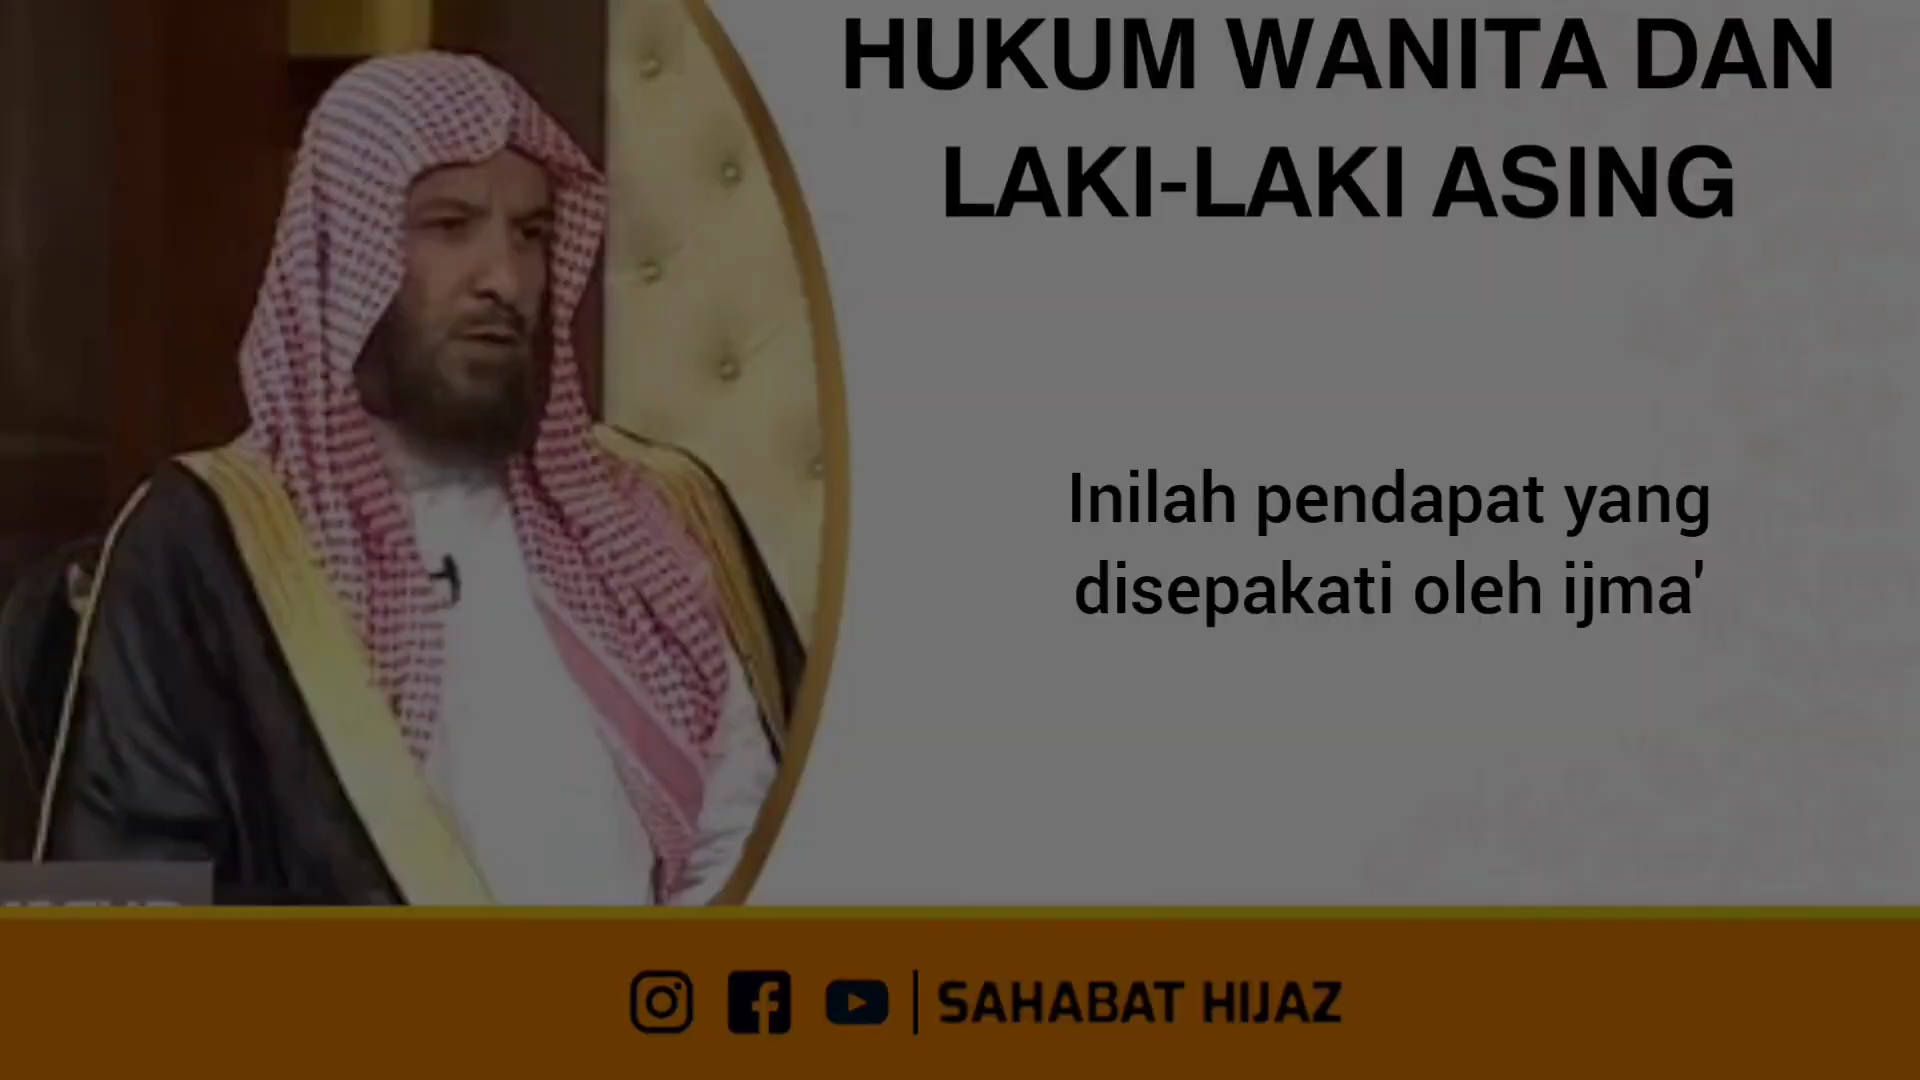 HUKUM WANITA DAN
LAKI-LAKI ASING
Inilah pendapat yang
disepakati oleh ijma'
SAHABAT HIJAZ